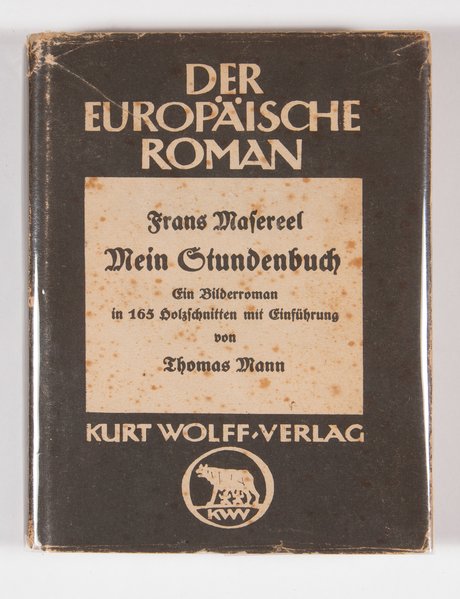 DER
EUROPÄISCHE
ROMAN
Frans Masereel
Mein Stundenbuch
Ein Bilderroman
in 165 Holzschnitten mit Einführung
von
Thomas Mann
KURT WOLFF·VERLAG
KWV